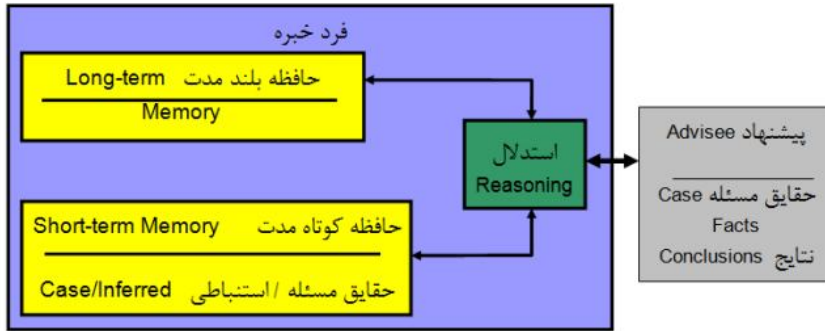 فرد خبره
Long-term حافظه بلند مدت
Memory
استدلال
Reasoning
Short-term Memory حافظه کوتاه مدت
Case/Inferred حقایق مسئله / استنباطی
Advisee پیشنهاد
Case حقایق مسئله
Facts
Conclusions نتایج